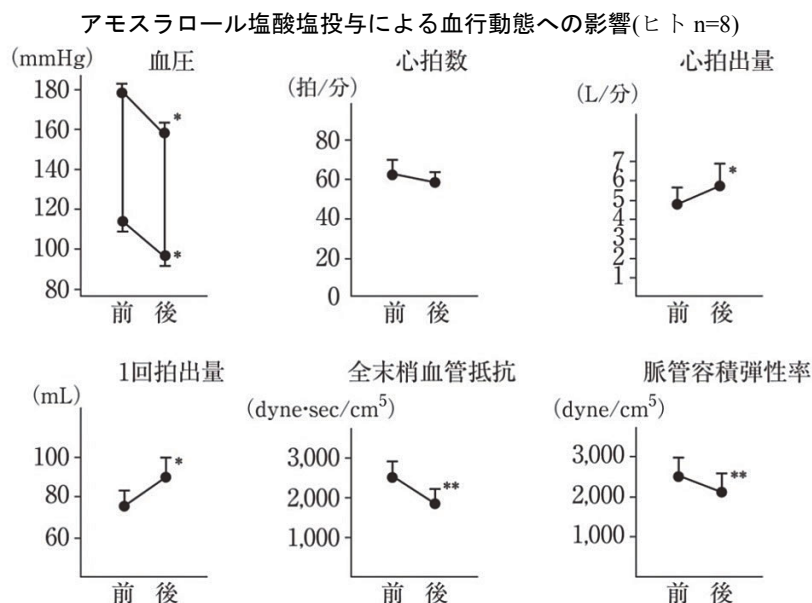 アモスラロール塩酸塩投与による血行動態への影響(ヒト n=8)
血圧
(mmHg)
180
160
140
120
100
80
*
*
前 後
心拍数
(拍/分)
80
60
40
20
0
前 後
心拍出量
(L/分)
7
6
5
4
3
2
1
*
前 後
1回拍出量
(mL)
100
80
60
*
前 後
全末梢血管抵抗
(dyne•sec/cm⁵)
3,000
2,000
1,000
**
前 後
脈管容積弾性率
(dyne/cm⁵)
3,000
2,000
1,000
**
前 後